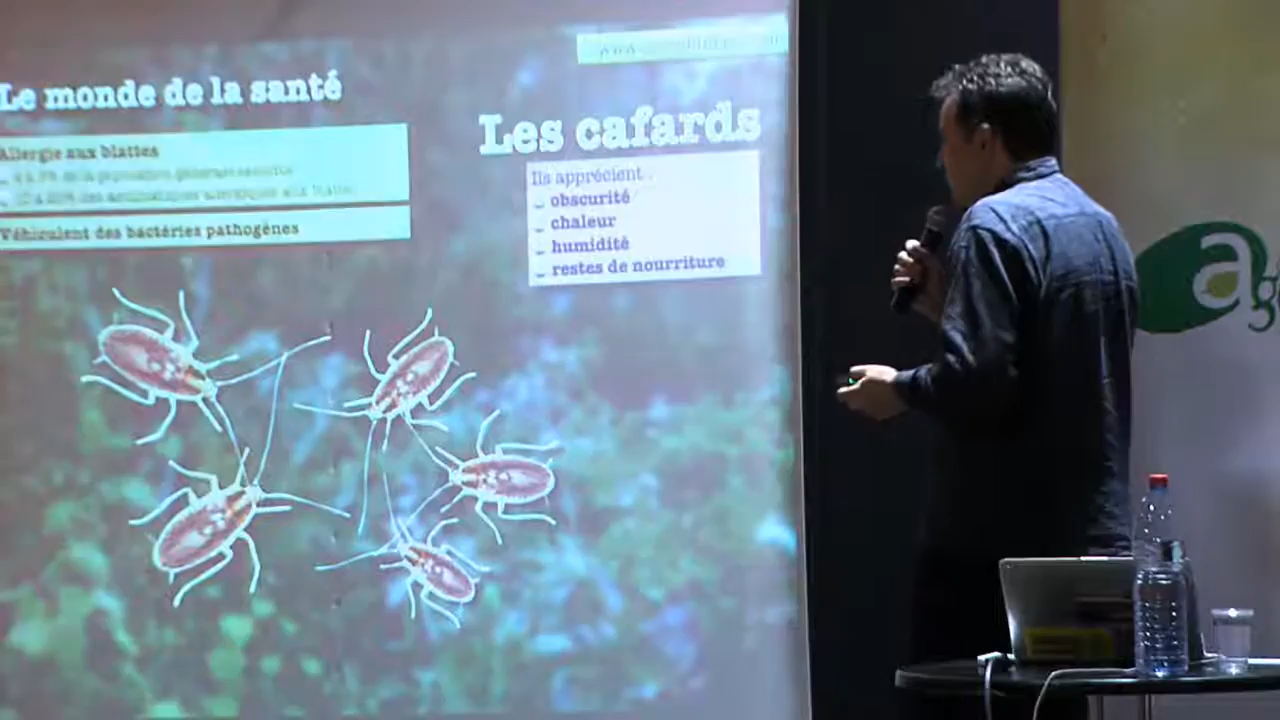 Le monde de la santé
Allergie aux blattes
Véhiculent des bactéries pathogènes
Les cafards
Ils apprécient :
_ obscurité
_ chaleur
_ humidité
_ restes de nourriture
ag